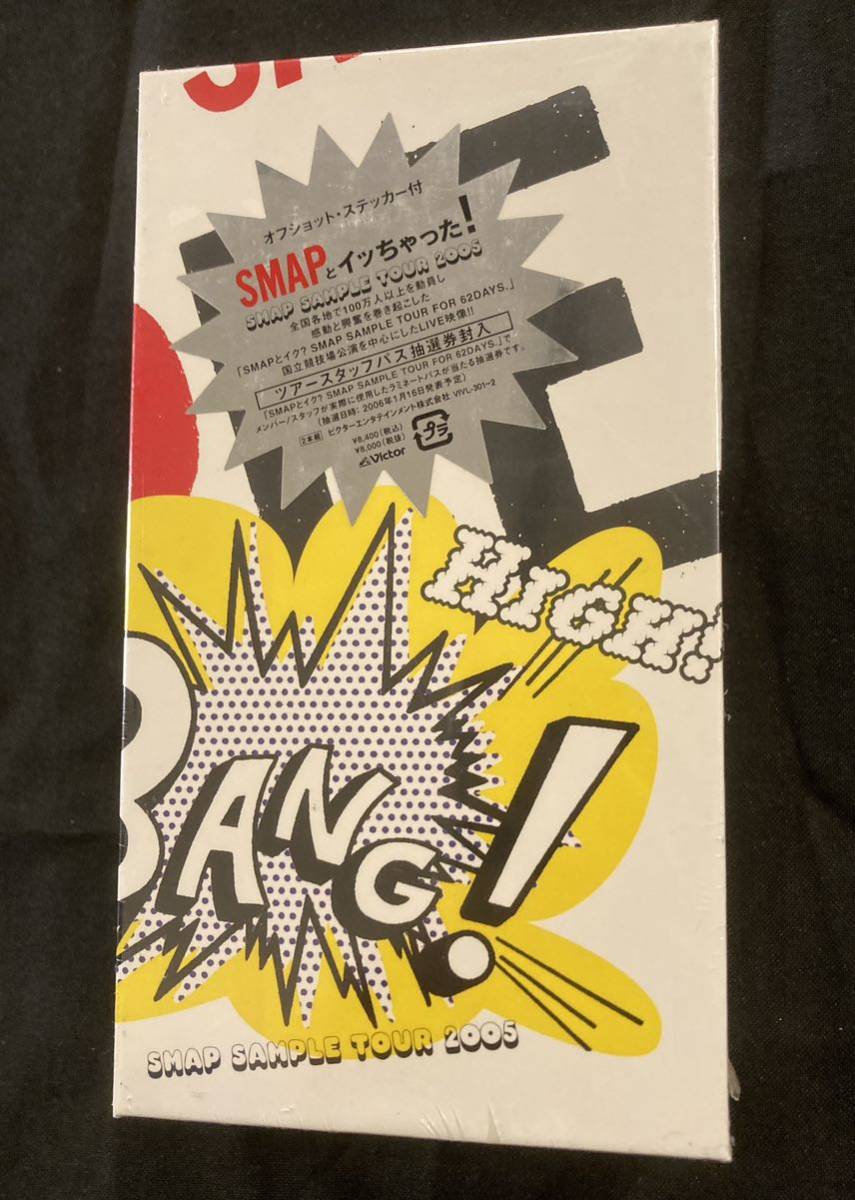 オフショット・ステッカー付
SMAPとイッちゃった!
SMAP SAMPLE TOUR 2005
全国各地で100万人以上を動員し
感動と興奮を巻き起こした
「SMAPとイク? SMAP SAMPLE TOUR FOR 62DAYS.」
国立競技場公演を中心にしたLIVE映像!!
ツアースタッフパス抽選券封入
「SMAPとイク? SMAP SAMPLE TOUR FOR 62DAYS.」で
メンバー/スタッフが実際に使用したラミネートパスが当たる抽選券です。
(抽選日時:2006年1月16日発表予定)
2本組 ビクターエンタテインメント株式会社 VIVL-301~2
¥8,400(税込)
¥8,000(税抜)
プラ
Victor
HIGH!
BANG!
SMAP SAMPLE TOUR 2005